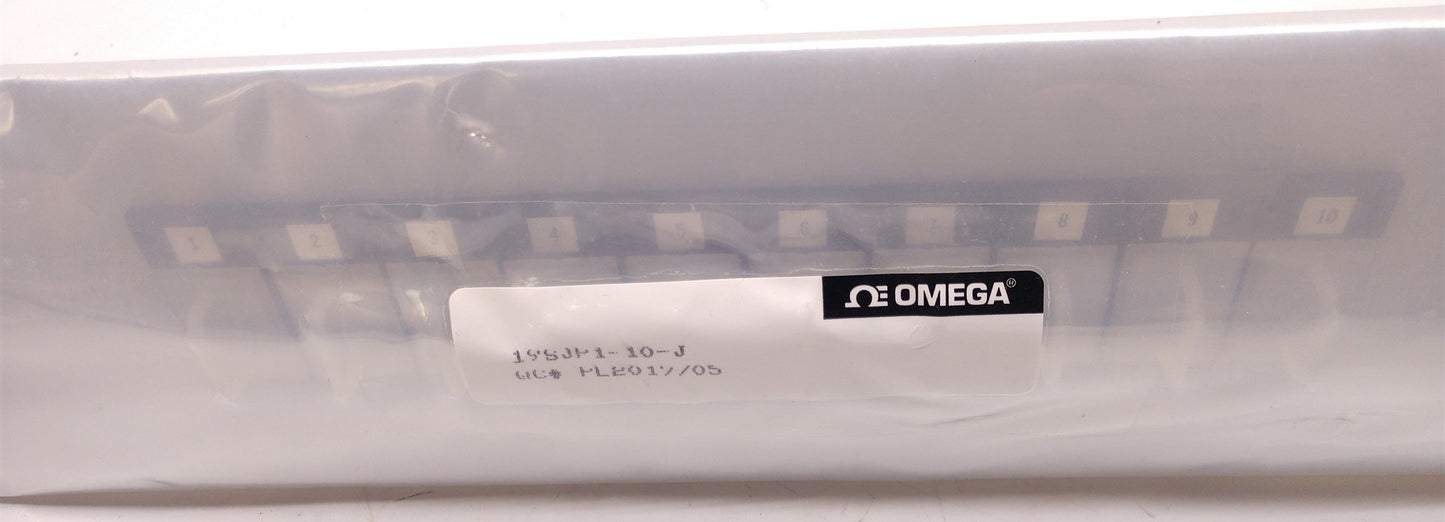 1 2 3 4 5 6 7 8 9 10
OMEGA®
19SJP1-10-J
QC# PL2017/05